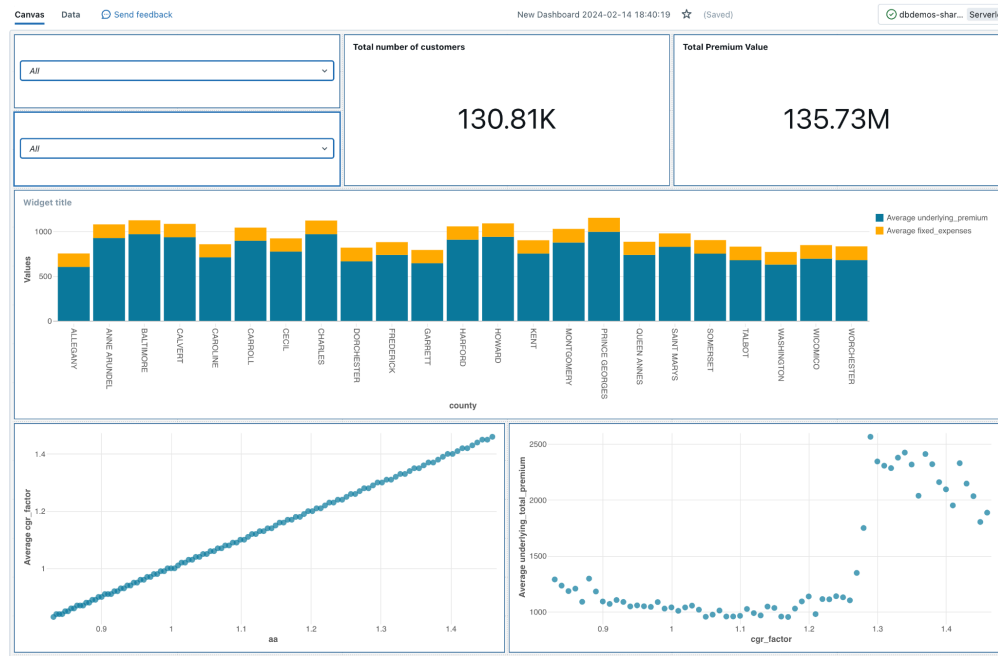 Canvas Data Send feedback New Dashboard 2024-02-14 18:40:19 (Saved) dbdemos-shar...
All
All
Total number of customers
130.81K
Total Premium Value
135.73M
Widget title
1000
500
0
Values
ALLEGANY
ANNE ARUNDEL
BALTIMORE
CALVERT
CAROLINE
CARROLL
CECIL
CHARLES
DORCHESTER
FREDERICK
GARRETT
HARFORD
HOWARD
KENT
MONTGOMERY
PRINCE GEORGES
QUEEN ANNES
SAINT MARYS
SOMERSET
TALBOT
WASHINGTON
WICOMICO
WORCHESTER
county
Average underlying_premium
Average fixed_expenses
1.4
1.2
1
Average cgr_factor
0.9 1 1.1 1.2 1.3 1.4
aa
2500
2000
1500
1000
Average underlying_total_premium
0.9 1 1.1 1.2 1.3 1.4
cgr_factor